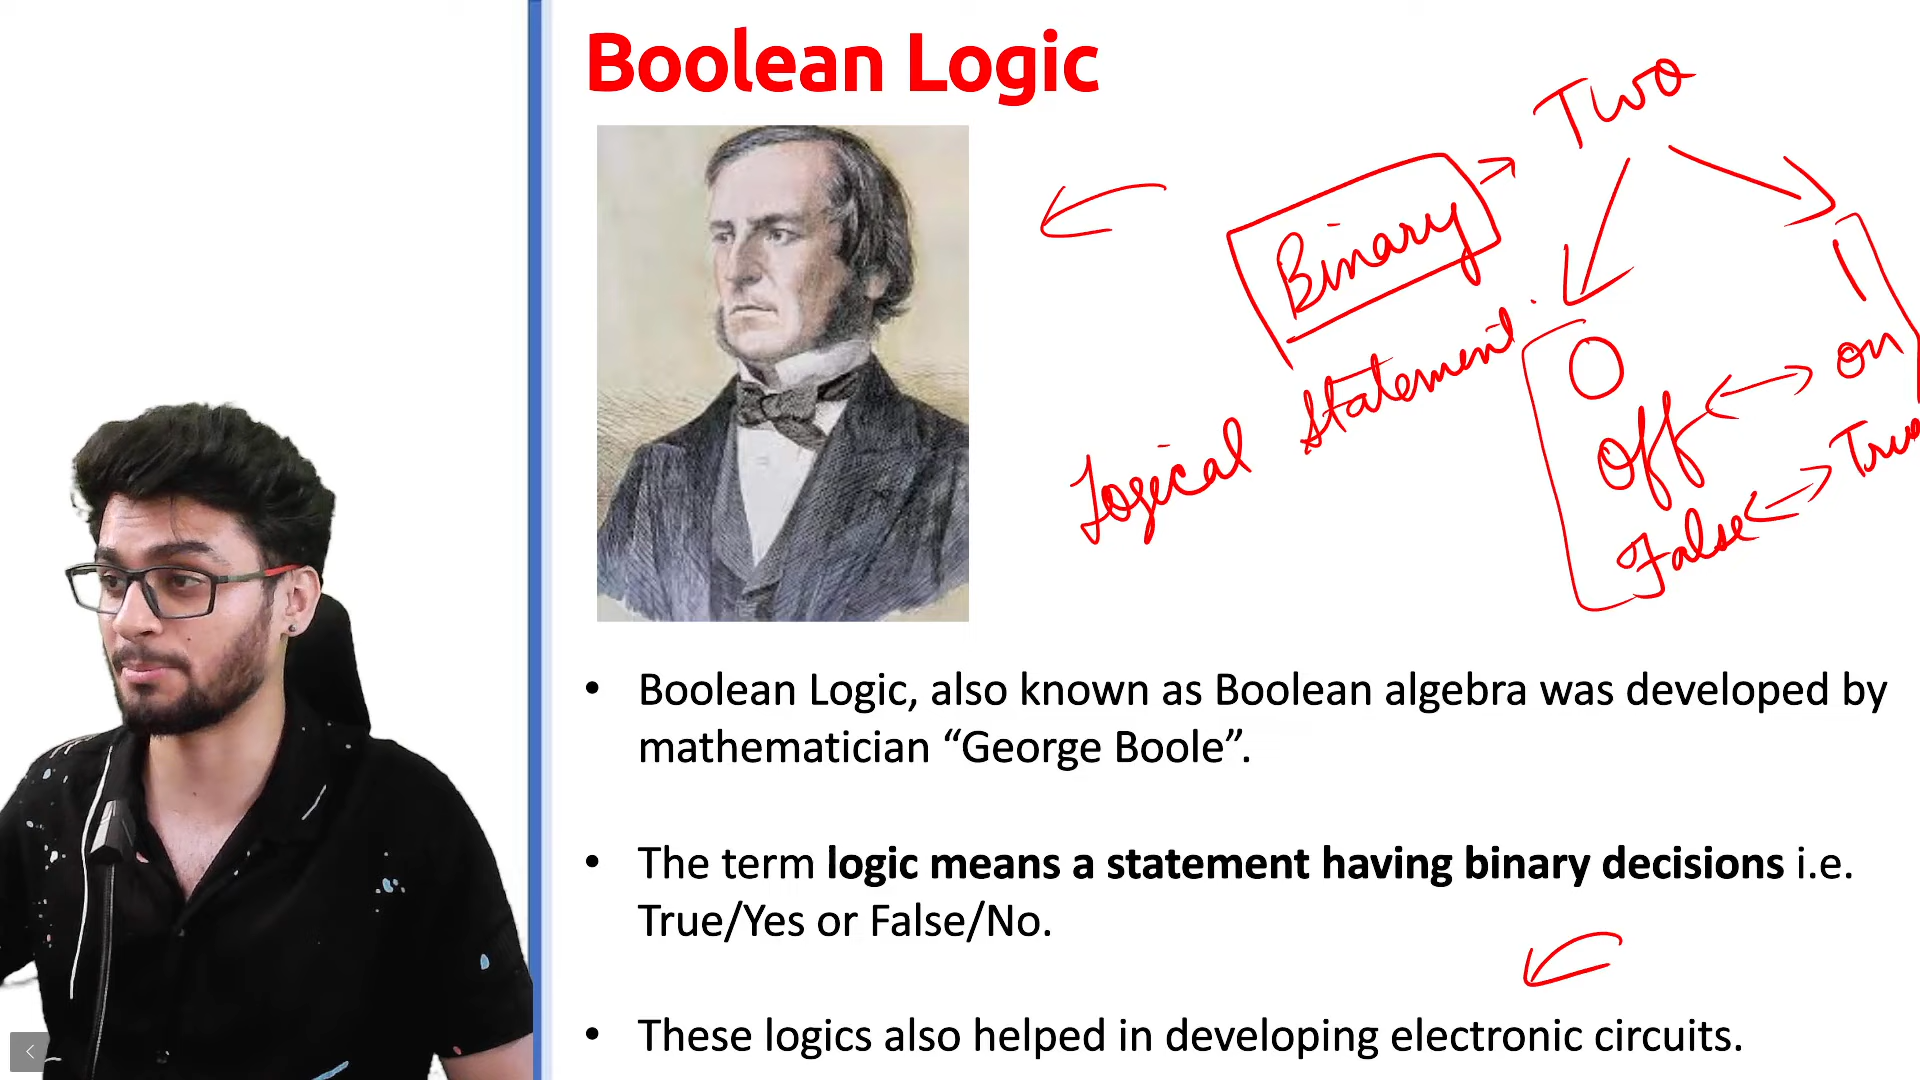 Boolean Logic
Two
Binary
Logical Statement
0 1
Off on
False True
• Boolean Logic, also known as Boolean algebra was developed by
mathematician “George Boole”.
• The term logic means a statement having binary decisions i.e.
True/Yes or False/No.
• These logics also helped in developing electronic circuits.